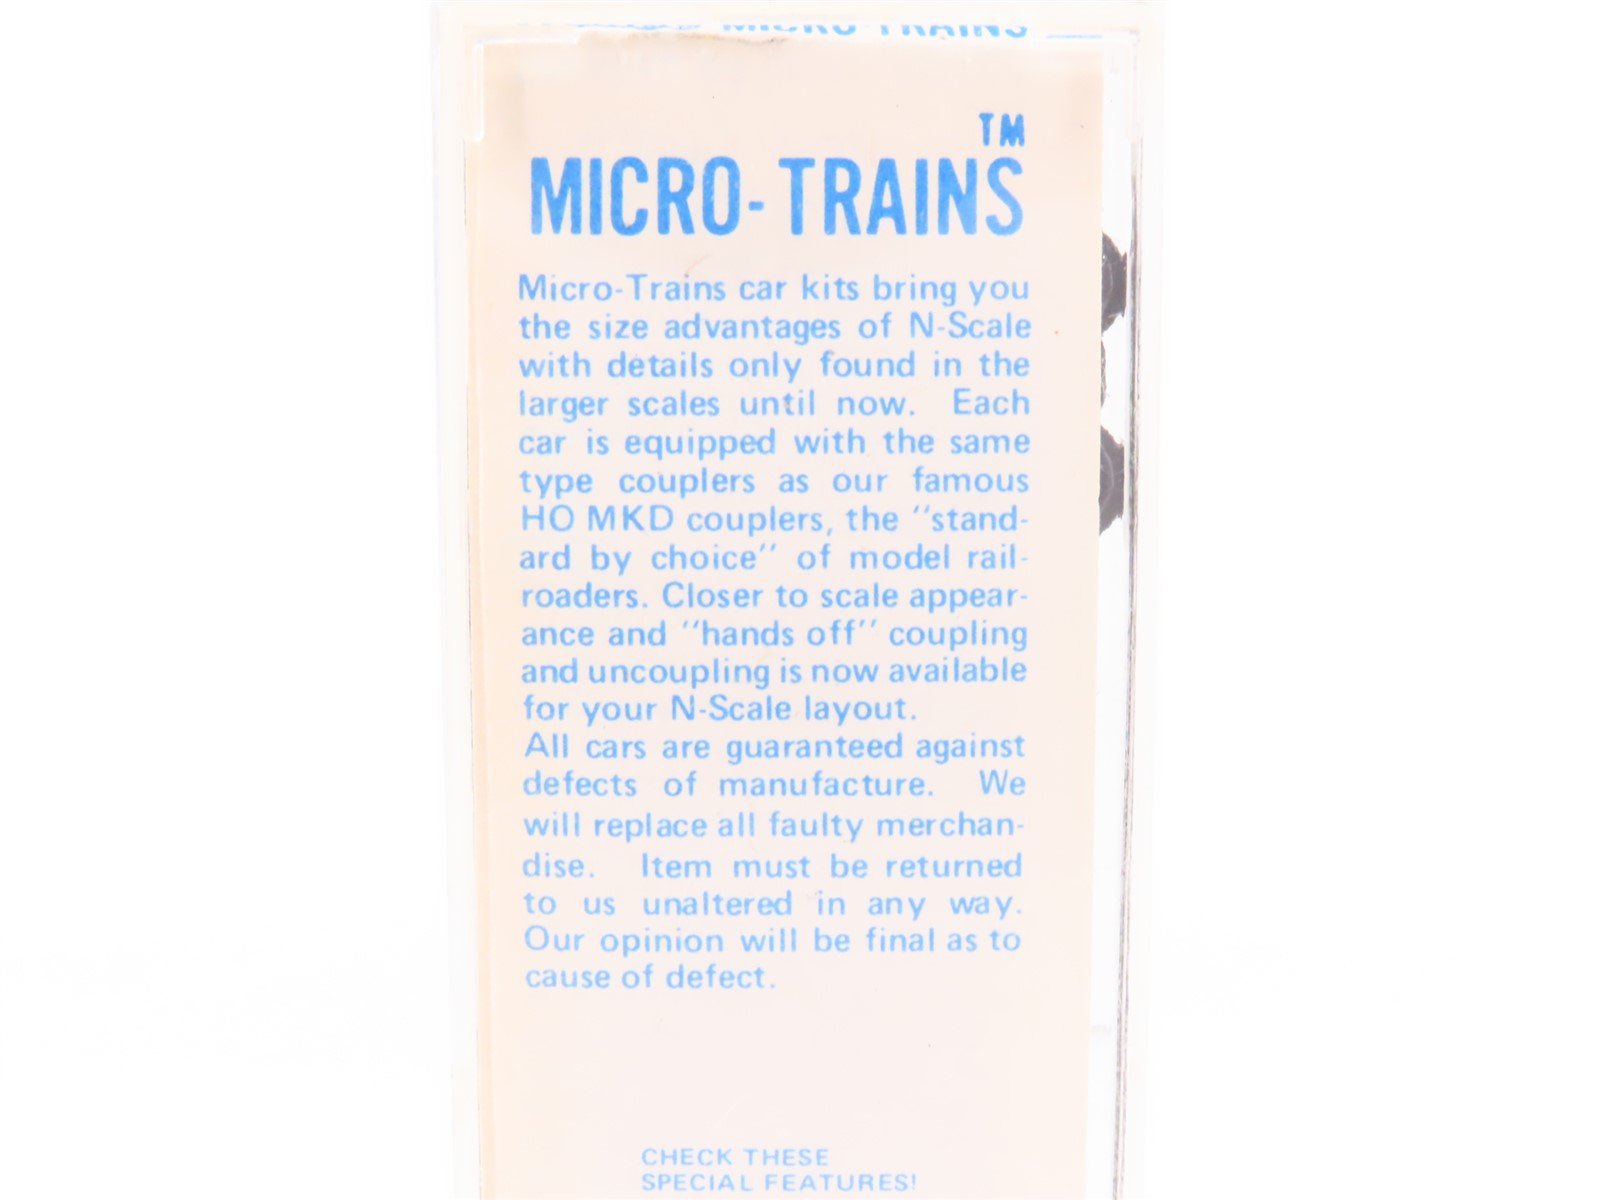 MICRO-TRAINS
TM
MICRO-TRAINS
Micro-Trains car kits bring you
the size advantages of N-Scale
with details only found in the
larger scales until now. Each
car is equipped with the same
type couplers as our famous
HO MKD couplers, the "stand-
ard by choice" of model rail-
roaders. Closer to scale appear-
ance and "hands off" coupling
and uncoupling is now available
for your N-Scale layout.
All cars are guaranteed against
defects of manufacture. We
will replace all faulty merchan-
dise. Item must be returned
to us unaltered in any way.
Our opinion will be final as to
cause of defect.
CHECK THESE
SPECIAL FEATURES!